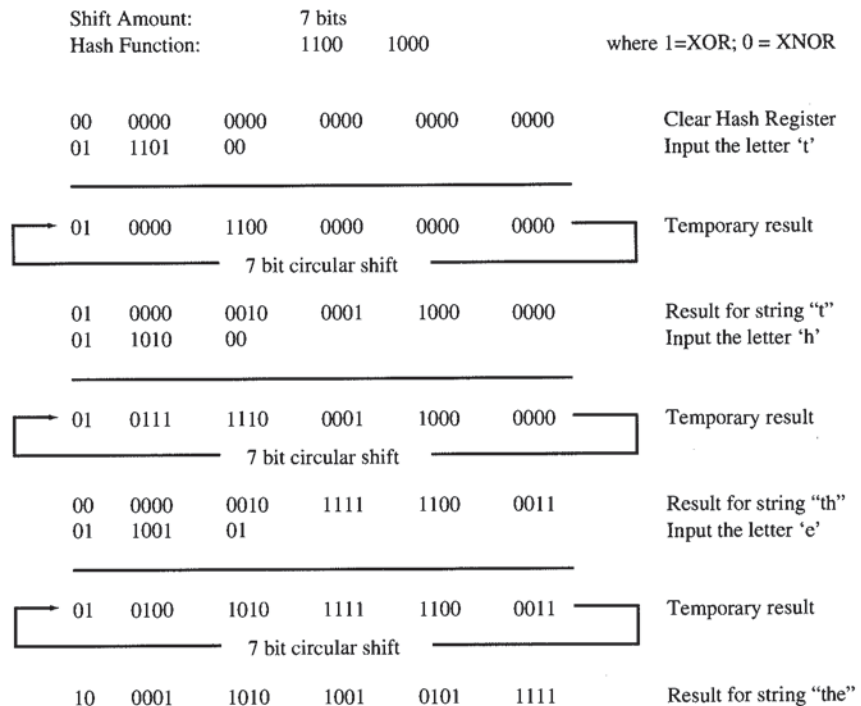 Shift Amount: 7 bits
Hash Function: 1100 1000 where 1=XOR; 0 = XNOR
00 0000 0000 0000 0000 0000 Clear Hash Register
01 1101 00 Input the letter ‘t’
01 0000 1100 0000 0000 0000 Temporary result
7 bit circular shift
01 0000 0010 0001 1000 0000 Result for string “t”
01 1010 00 Input the letter ‘h’
01 0111 1110 0001 1000 0000 Temporary result
7 bit circular shift
00 0000 0010 1111 1100 0011 Result for string “th”
01 1001 01 Input the letter ‘e’
01 0100 1010 1111 1100 0011 Temporary result
7 bit circular shift
10 0001 1010 1001 0101 1111 Result for string “the”